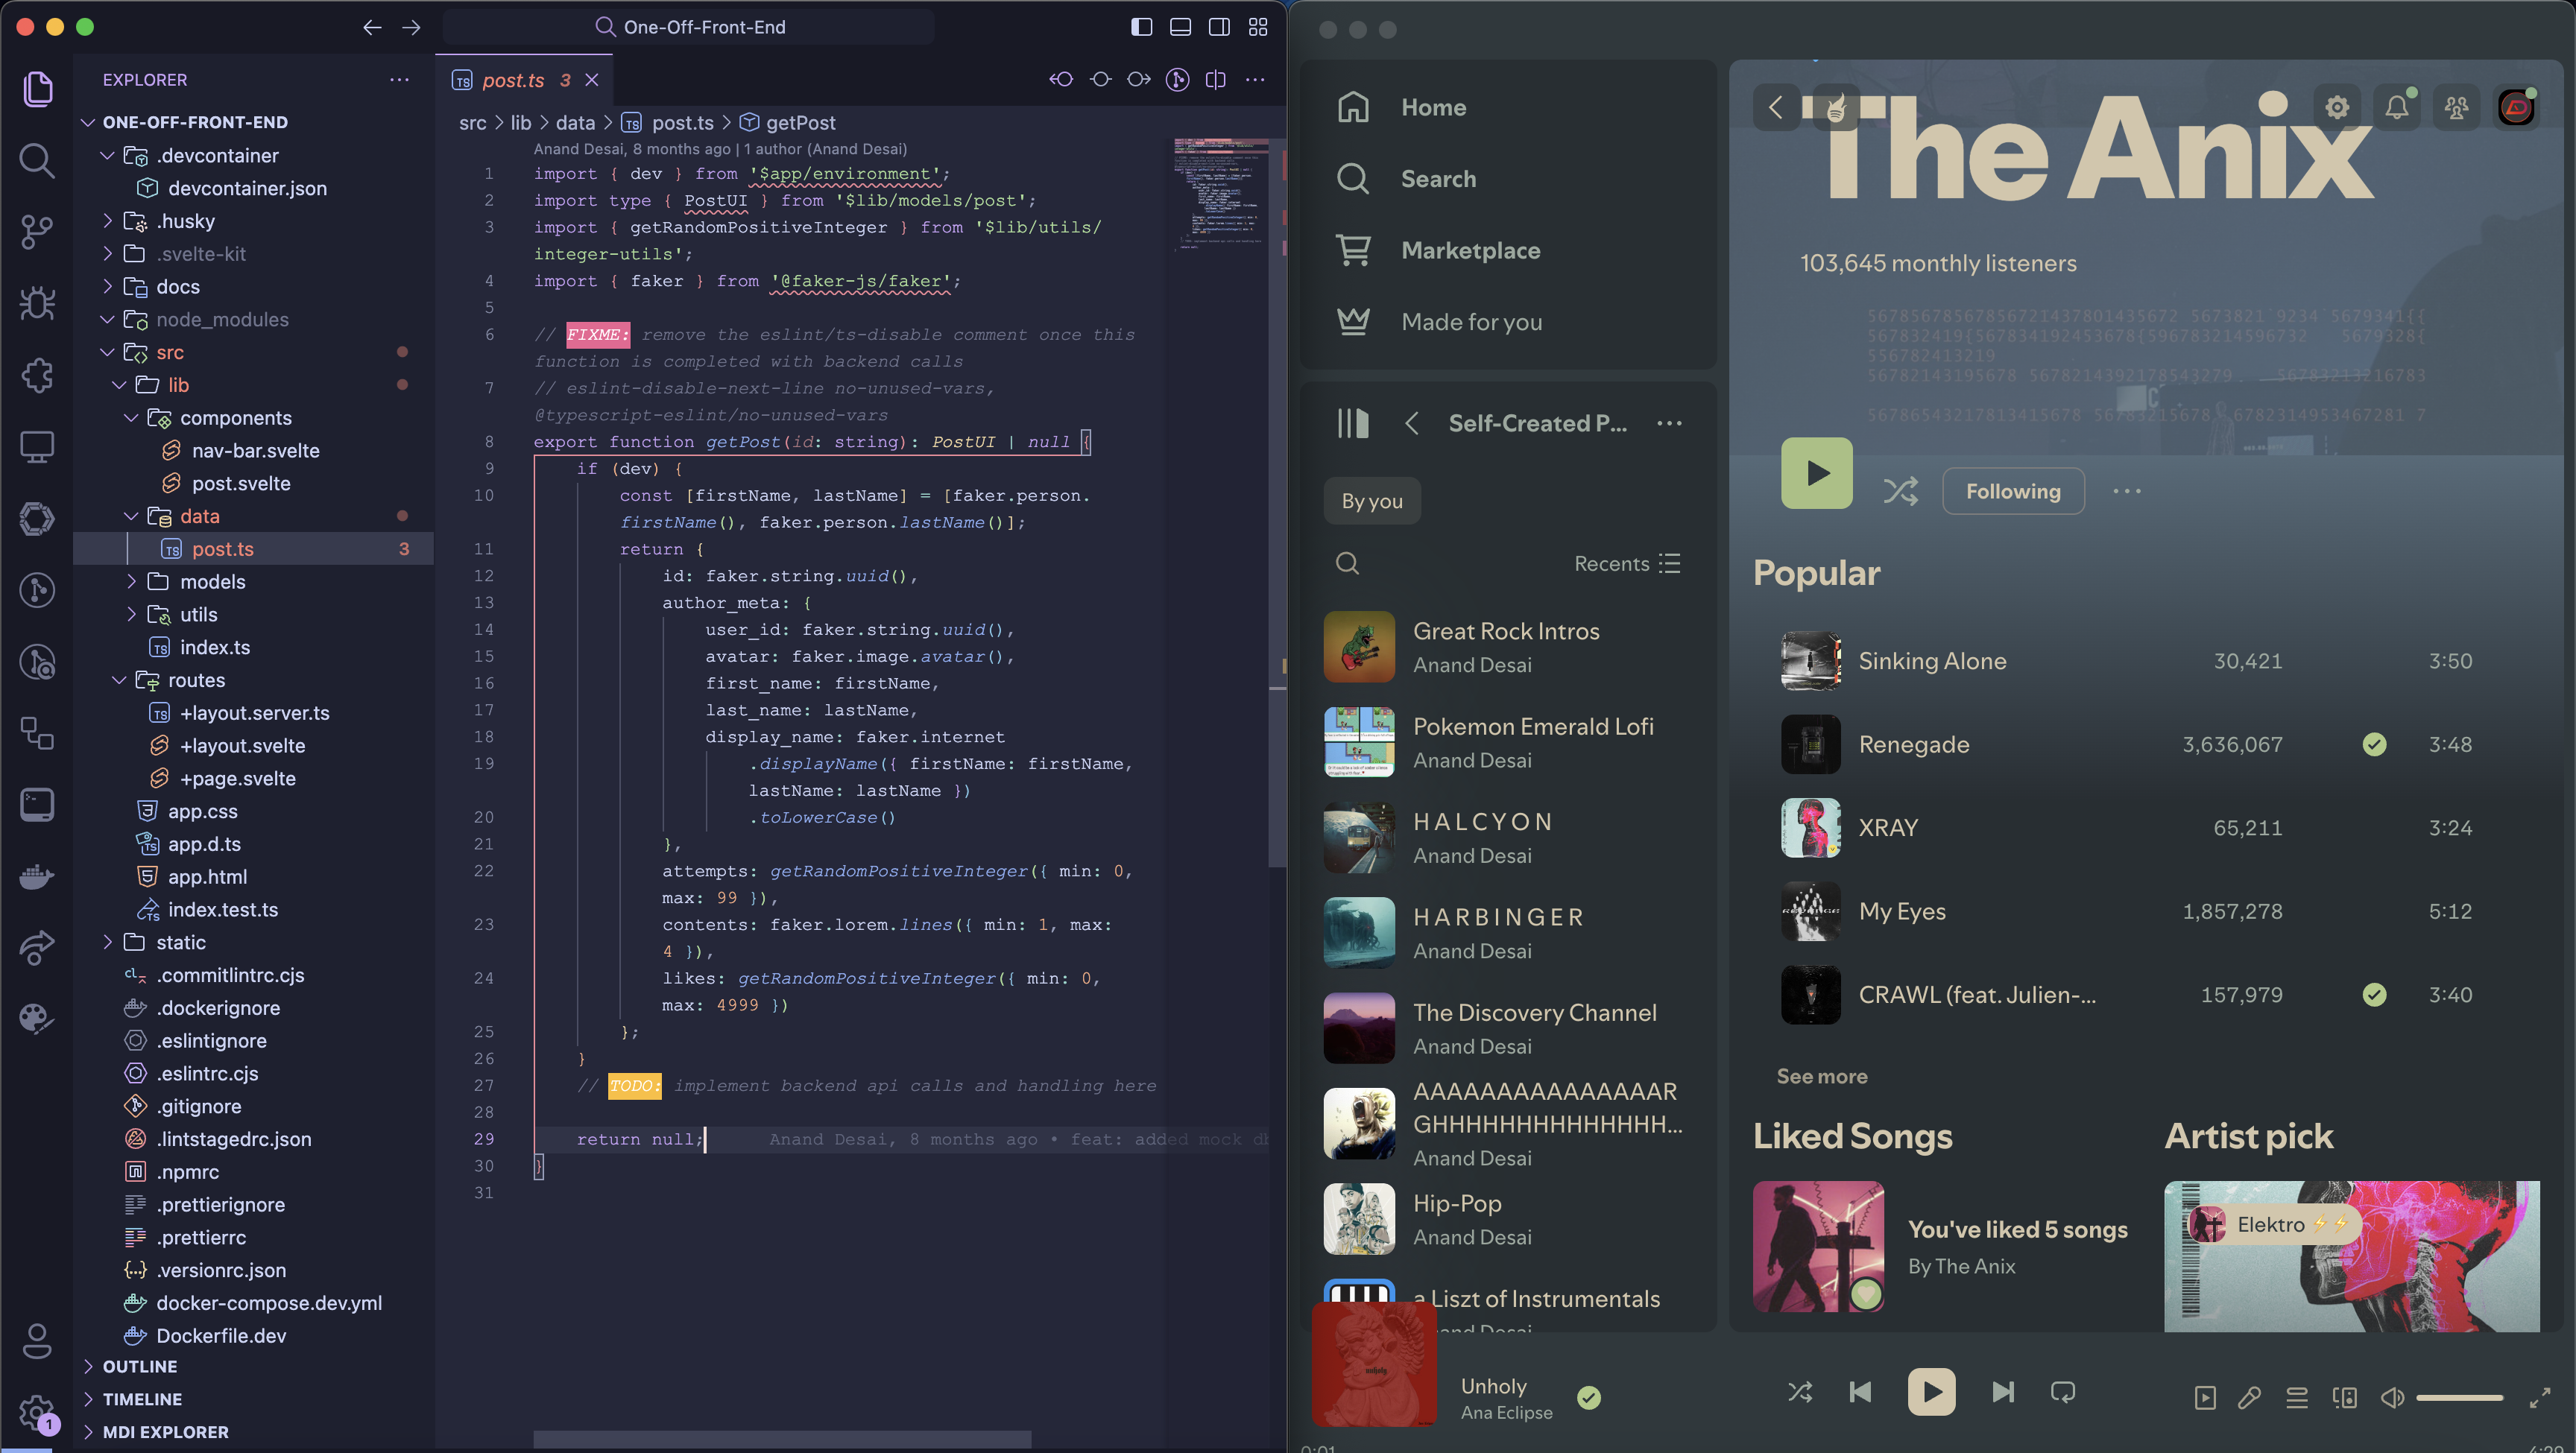 One-Off-Front-End
EXPLORER
ONE-OFF-FRONT-END
.devcontainer
devcontainer.json
.husky
.svelte-kit
docs
node_modules
src
lib
components
nav-bar.svelte
post.svelte
data
post.ts 3
models
utils
index.ts
routes
+layout.server.ts
+layout.svelte
+page.svelte
app.css
app.d.ts
app.html
index.test.ts
static
.commitlintrc.cjs
.dockerignore
.eslintignore
.eslintrc.cjs
.gitignore
.lintstagedrc.json
.npmrc
.prettierignore
.prettierrc
.versionrc.json
docker-compose.dev.yml
Dockerfile.dev
OUTLINE
TIMELINE
MDI EXPLORER
1
post.ts 3
src > lib > data > post.ts > getPost
Anand Desai, 8 months ago | 1 author (Anand Desai)
1 import { dev } from '$app/environment';
2 import type { PostUI } from '$lib/models/post';
3 import { getRandomPositiveInteger } from '$lib/utils/
integer-utils';
4 import { faker } from '@faker-js/faker';
5
6 // FIXME: remove the eslint/ts-disable comment once this
function is completed with backend calls
7 // eslint-disable-next-line no-unused-vars,
@typescript-eslint/no-unused-vars
8 export function getPost(id: string): PostUI | null {
9 if (dev) {
10 const [firstName, lastName] = [faker.person.
firstName(), faker.person.lastName()];
11 return {
12 id: faker.string.uuid(),
13 author_meta: {
14 user_id: faker.string.uuid(),
15 avatar: faker.image.avatar(),
16 first_name: firstName,
17 last_name: lastName,
18 display_name: faker.internet
19 .displayName({ firstName: firstName,
lastName: lastName })
20 .toLowerCase()
21 },
22 attempts: getRandomPositiveInteger({ min: 0,
max: 99 }),
23 contents: faker.lorem.lines({ min: 1, max:
4 }),
24 likes: getRandomPositiveInteger({ min: 0,
max: 4999 })
25 };
26 }
27 // TODO: implement backend api calls and handling here
28
29 return null; Anand Desai, 8 months ago • feat: added mock db
30 }
31
Home
Search
Marketplace
Made for you
Self-Created P...
By you
Recents
Great Rock Intros
Anand Desai
Pokemon Emerald Lofi
Anand Desai
H A L C Y O N
Anand Desai
H A R B I N G E R
Anand Desai
The Discovery Channel
Anand Desai
AAAAAAAAAAAAAAAR
GHHHHHHHHHHHHHH...
Anand Desai
Hip-Pop
Anand Desai
a Liszt of Instrumentals
The Anix
103,645 monthly listeners
Following
Popular
Sinking Alone 30,421 3:50
Renegade 3,636,067 3:48
XRAY 65,211 3:24
My Eyes 1,857,278 5:12
CRAWL (feat. Julien-... 157,979 3:40
See more
Liked Songs
You've liked 5 songs
By The Anix
Artist pick
Elektro ⚡⚡
Unholy
Ana Eclipse